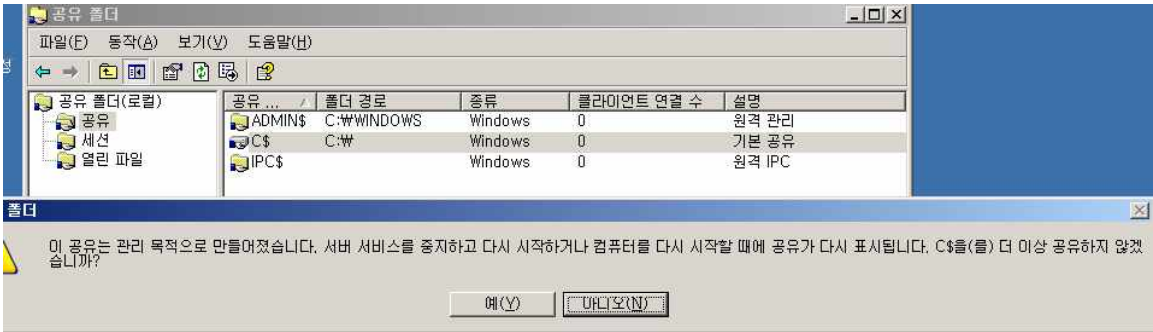 공유 폴더
파일(F) 동작(A) 보기(V) 도움말(H)
성
공유 폴더(로컬)
공유
세션
열린 파일
공유 ... 폴더 경로 종류 클라이언트 연결 수 설명
ADMIN$ C:₩WINDOWS Windows 0 원격 관리
C$ C:₩ Windows 0 기본 공유
IPC$ Windows 0 원격 IPC
폴더
이 공유는 관리 목적으로 만들어졌습니다. 서버 서비스를 중지하고 다시 시작하거나 컴퓨터를 다시 시작할 때에 공유가 다시 표시됩니다. C$을(를) 더 이상 공유하지 않겠
습니까?
예(Y) 아니오(N)